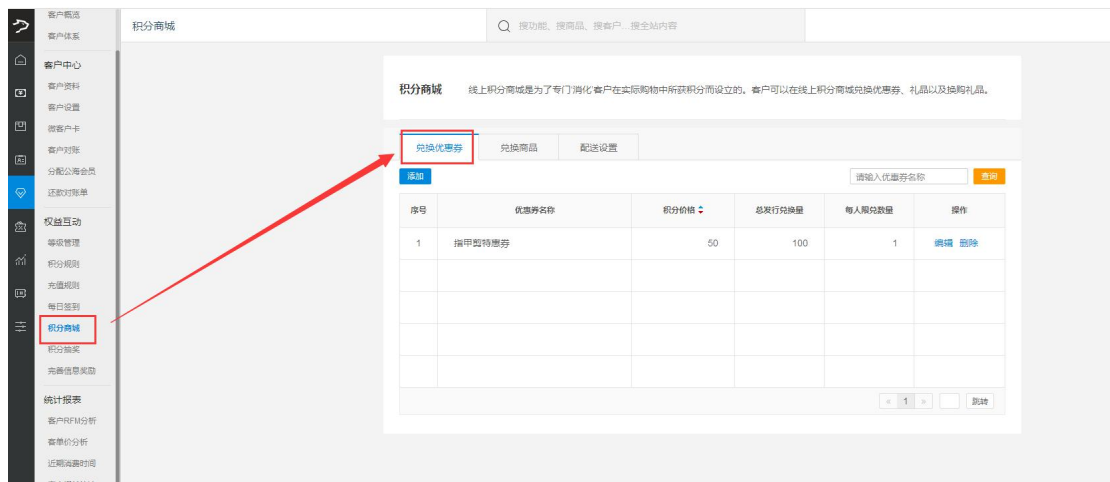 客户概览
客户体系
客户中心
客户资料
客户设置
微客户卡
客户对账
分配公海会员
还款对账单
权益互动
等级管理
积分规则
充值规则
每日签到
积分商城
积分抽奖
完善信息奖励
统计报表
客户RFM分析
客单价分析
近期消费时间
积分商城
搜功能、搜商品、搜客户...搜全站内容
积分商城 线上积分商城是为了专门'消化'客户在实际购物中所获积分而设立的。客户可以在线上积分商城兑换优惠券、礼品以及换购礼品。
兑换优惠券 兑换商品 配送设置
添加 请输入优惠券名称 查询
序号 优惠券名称 积分价格 总发行兑换量 每人限兑数量 操作
1 指甲剪特惠券 50 100 1 编辑 删除
« 1 » 跳转